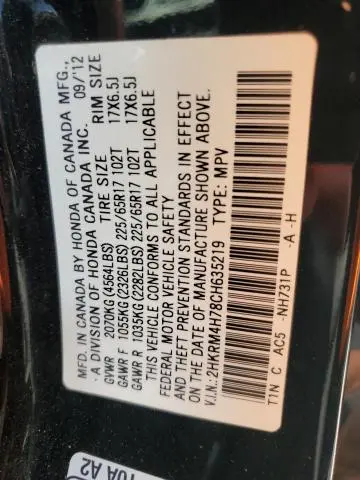 MFD. IN CANADA BY HONDA OF CANADA MFG.,
A DIVISION OF HONDA CANADA INC. 09/'12
TIRE SIZE RIM SIZE
GVWR 2070KG(4564LBS)
GAWR F 1055KG(2326LBS) 225/65R17 102T 17X6.5J
GAWR R 1035KG(2282LBS) 225/65R17 102T 17X6.5J
THIS VEHICLE CONFORMS TO ALL APPLICABLE
FEDERAL MOTOR VEHICLE SAFETY
AND THEFT PREVENTION STANDARDS IN EFFECT
ON THE DATE OF MANUFACTURE SHOWN ABOVE.
V.I.N.:2HKRM4H78CH635219 TYPE: MPV
T1N C AC5 NH731P -A -H
10A A2